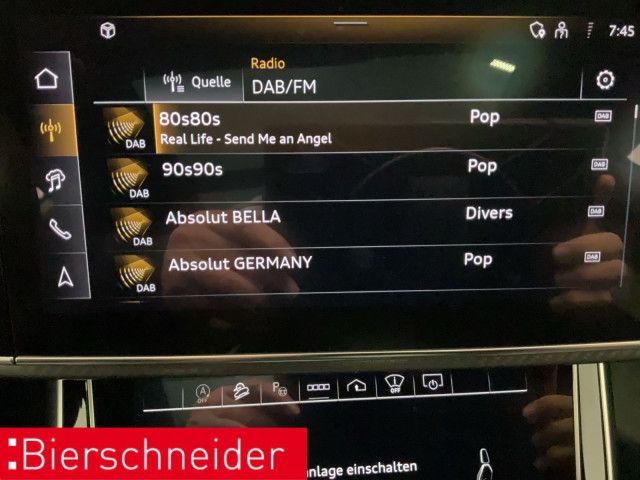 7:45
Radio
Quelle
DAB/FM
80s80s Pop DAB
Real Life - Send Me an Angel
DAB
90s90s Pop DAB
DAB
Absolut BELLA Divers DAB
DAB
Absolut GERMANY Pop DAB
DAB
A OFF P OFF
:Bierschneider
nlage einschalten